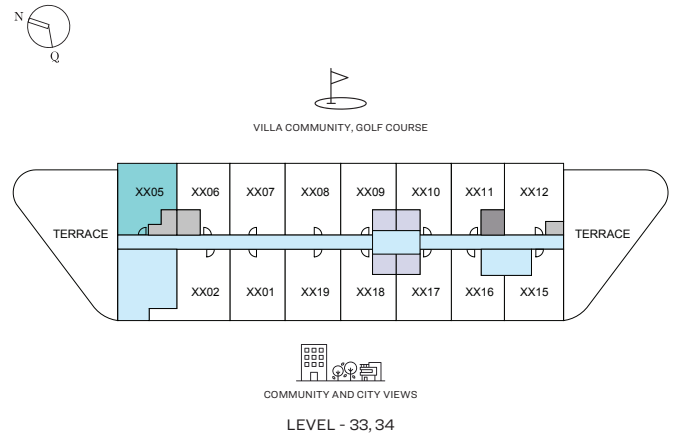 N
Q
VILLA COMMUNITY, GOLF COURSE
XX05 XX06 XX07 XX08 XX09 XX10 XX11 XX12
TERRACE TERRACE
XX02 XX01 XX19 XX18 XX17 XX16 XX15
COMMUNITY AND CITY VIEWS
LEVEL - 33, 34